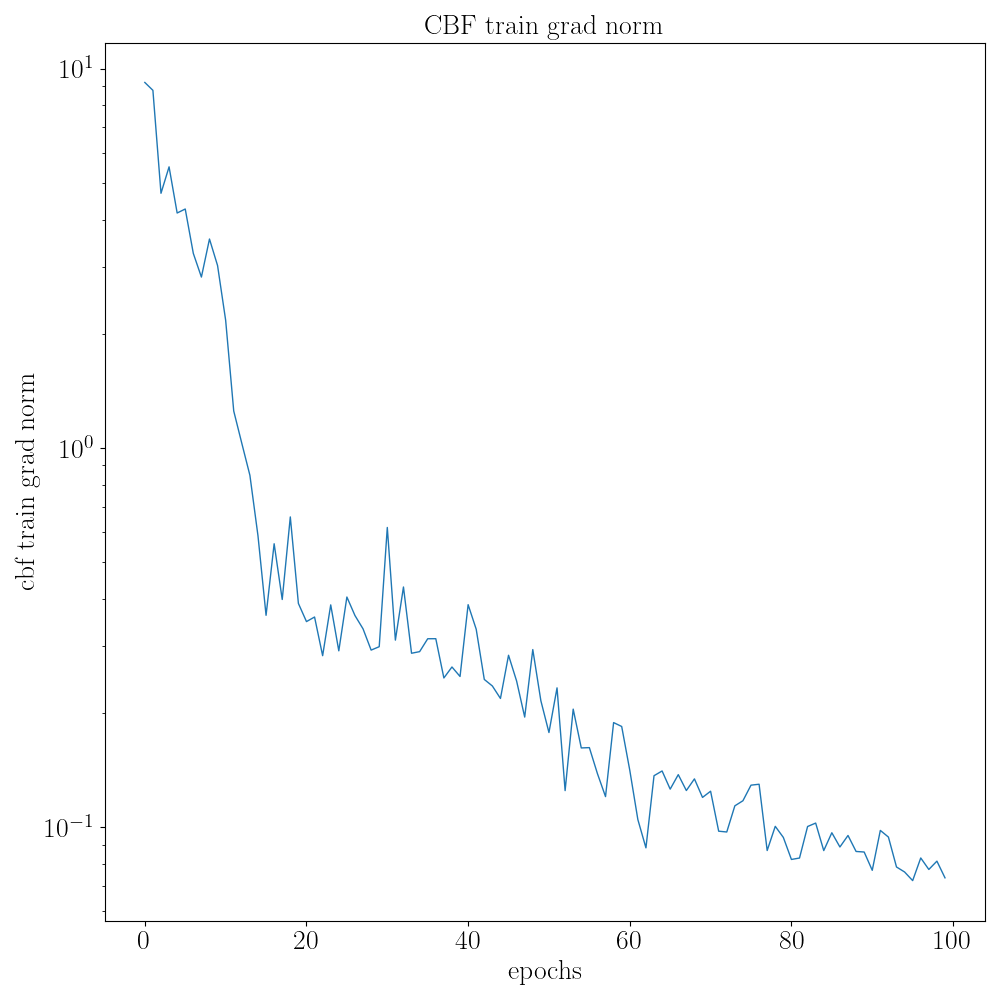 CBF train grad norm
cbf train grad norm
10^1
10^0
10^−1
0 20 40 60 80 100
epochs